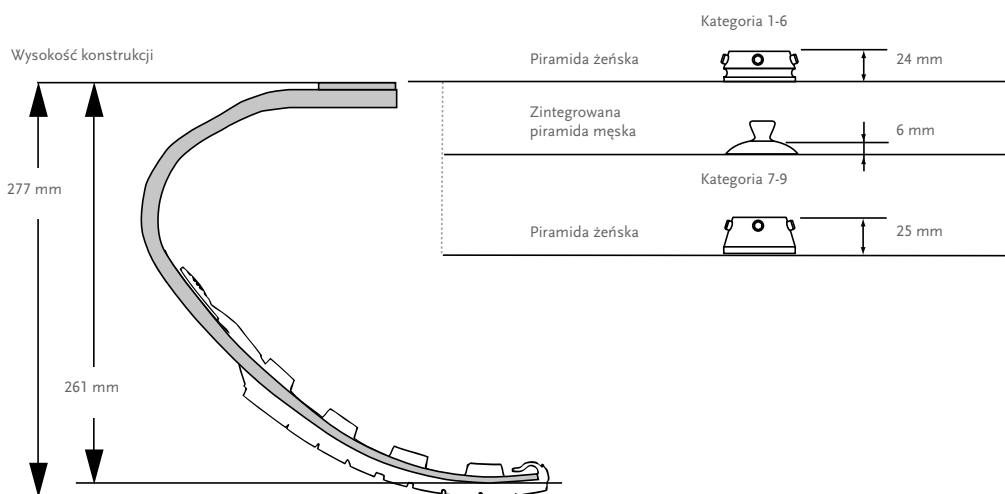 Kategoria 1-6
Wysokość konstrukcji
Piramida żeńska
24 mm
Zintegrowana
piramida męska
6 mm
277 mm
Kategoria 7-9
Piramida żeńska
25 mm
261 mm